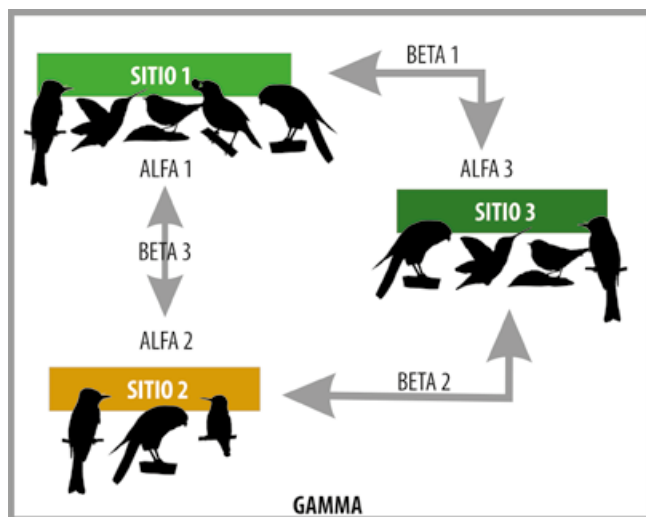 BETA 1
SITIO 1
ALFA 1
ALFA 3
SITIO 3
BETA 3
ALFA 2
SITIO 2
BETA 2
GAMMA